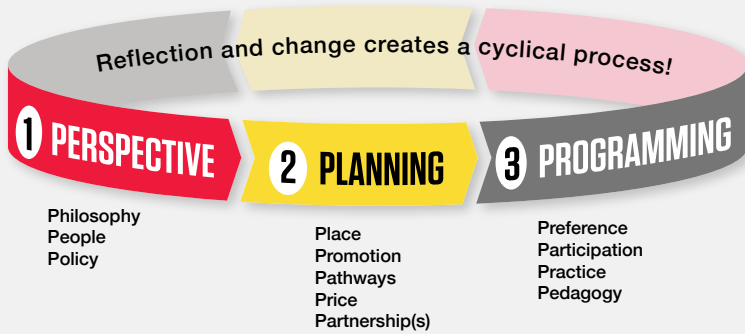 Reflection and change creates a cyclical process!
1 PERSPECTIVE
2 PLANNING
3 PROGRAMMING
Philosophy
People
Policy
Place
Promotion
Pathways
Price
Partnership(s)
Preference
Participation
Practice
Pedagogy